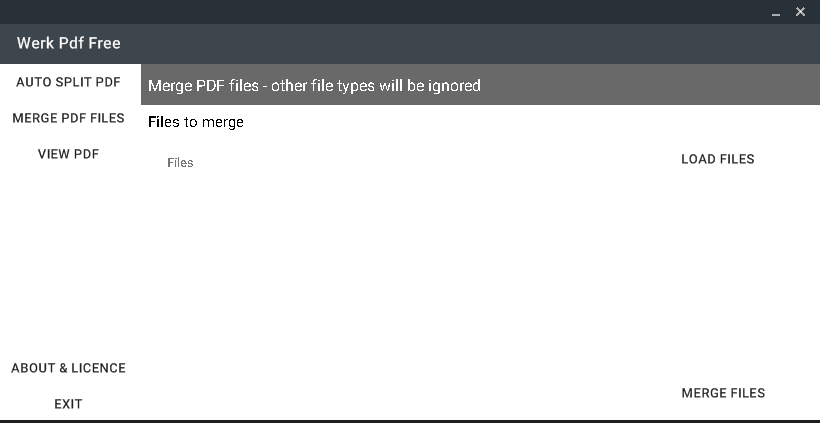 Werk Pdf Free
AUTO SPLIT PDF
MERGE PDF FILES
VIEW PDF
ABOUT & LICENCE
EXIT
Merge PDF files - other file types will be ignored
Files to merge
Files
LOAD FILES
MERGE FILES